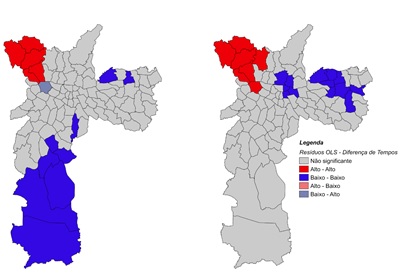 Legenda
Resíduos OLS - Diferença de Tempos
Não significante
Alto - Alto
Baixo - Baixo
Alto - Baixo
Baixo - Alto